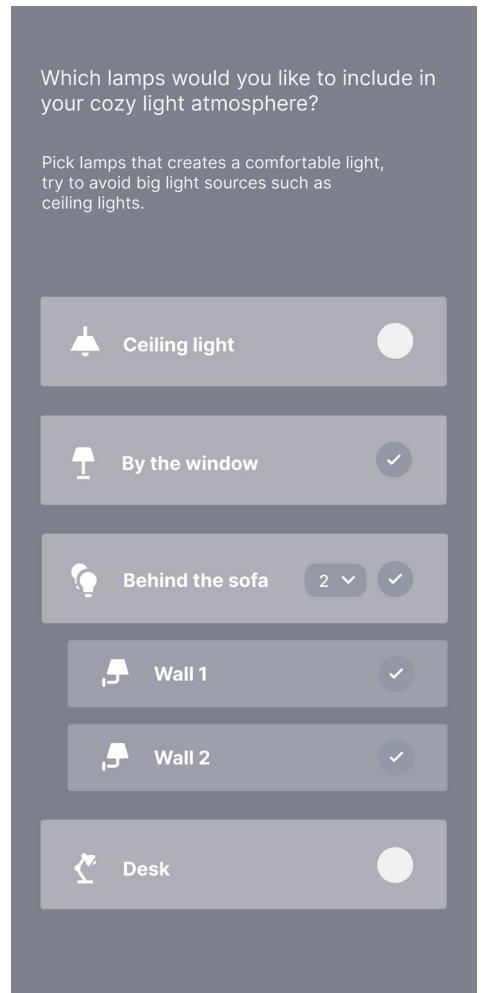 Which lamps would you like to include in
your cozy light atmosphere?
Pick lamps that creates a comfortable light,
try to avoid big light sources such as
ceiling lights.
Ceiling light
By the window
Behind the sofa 2
Wall 1
Wall 2
Desk